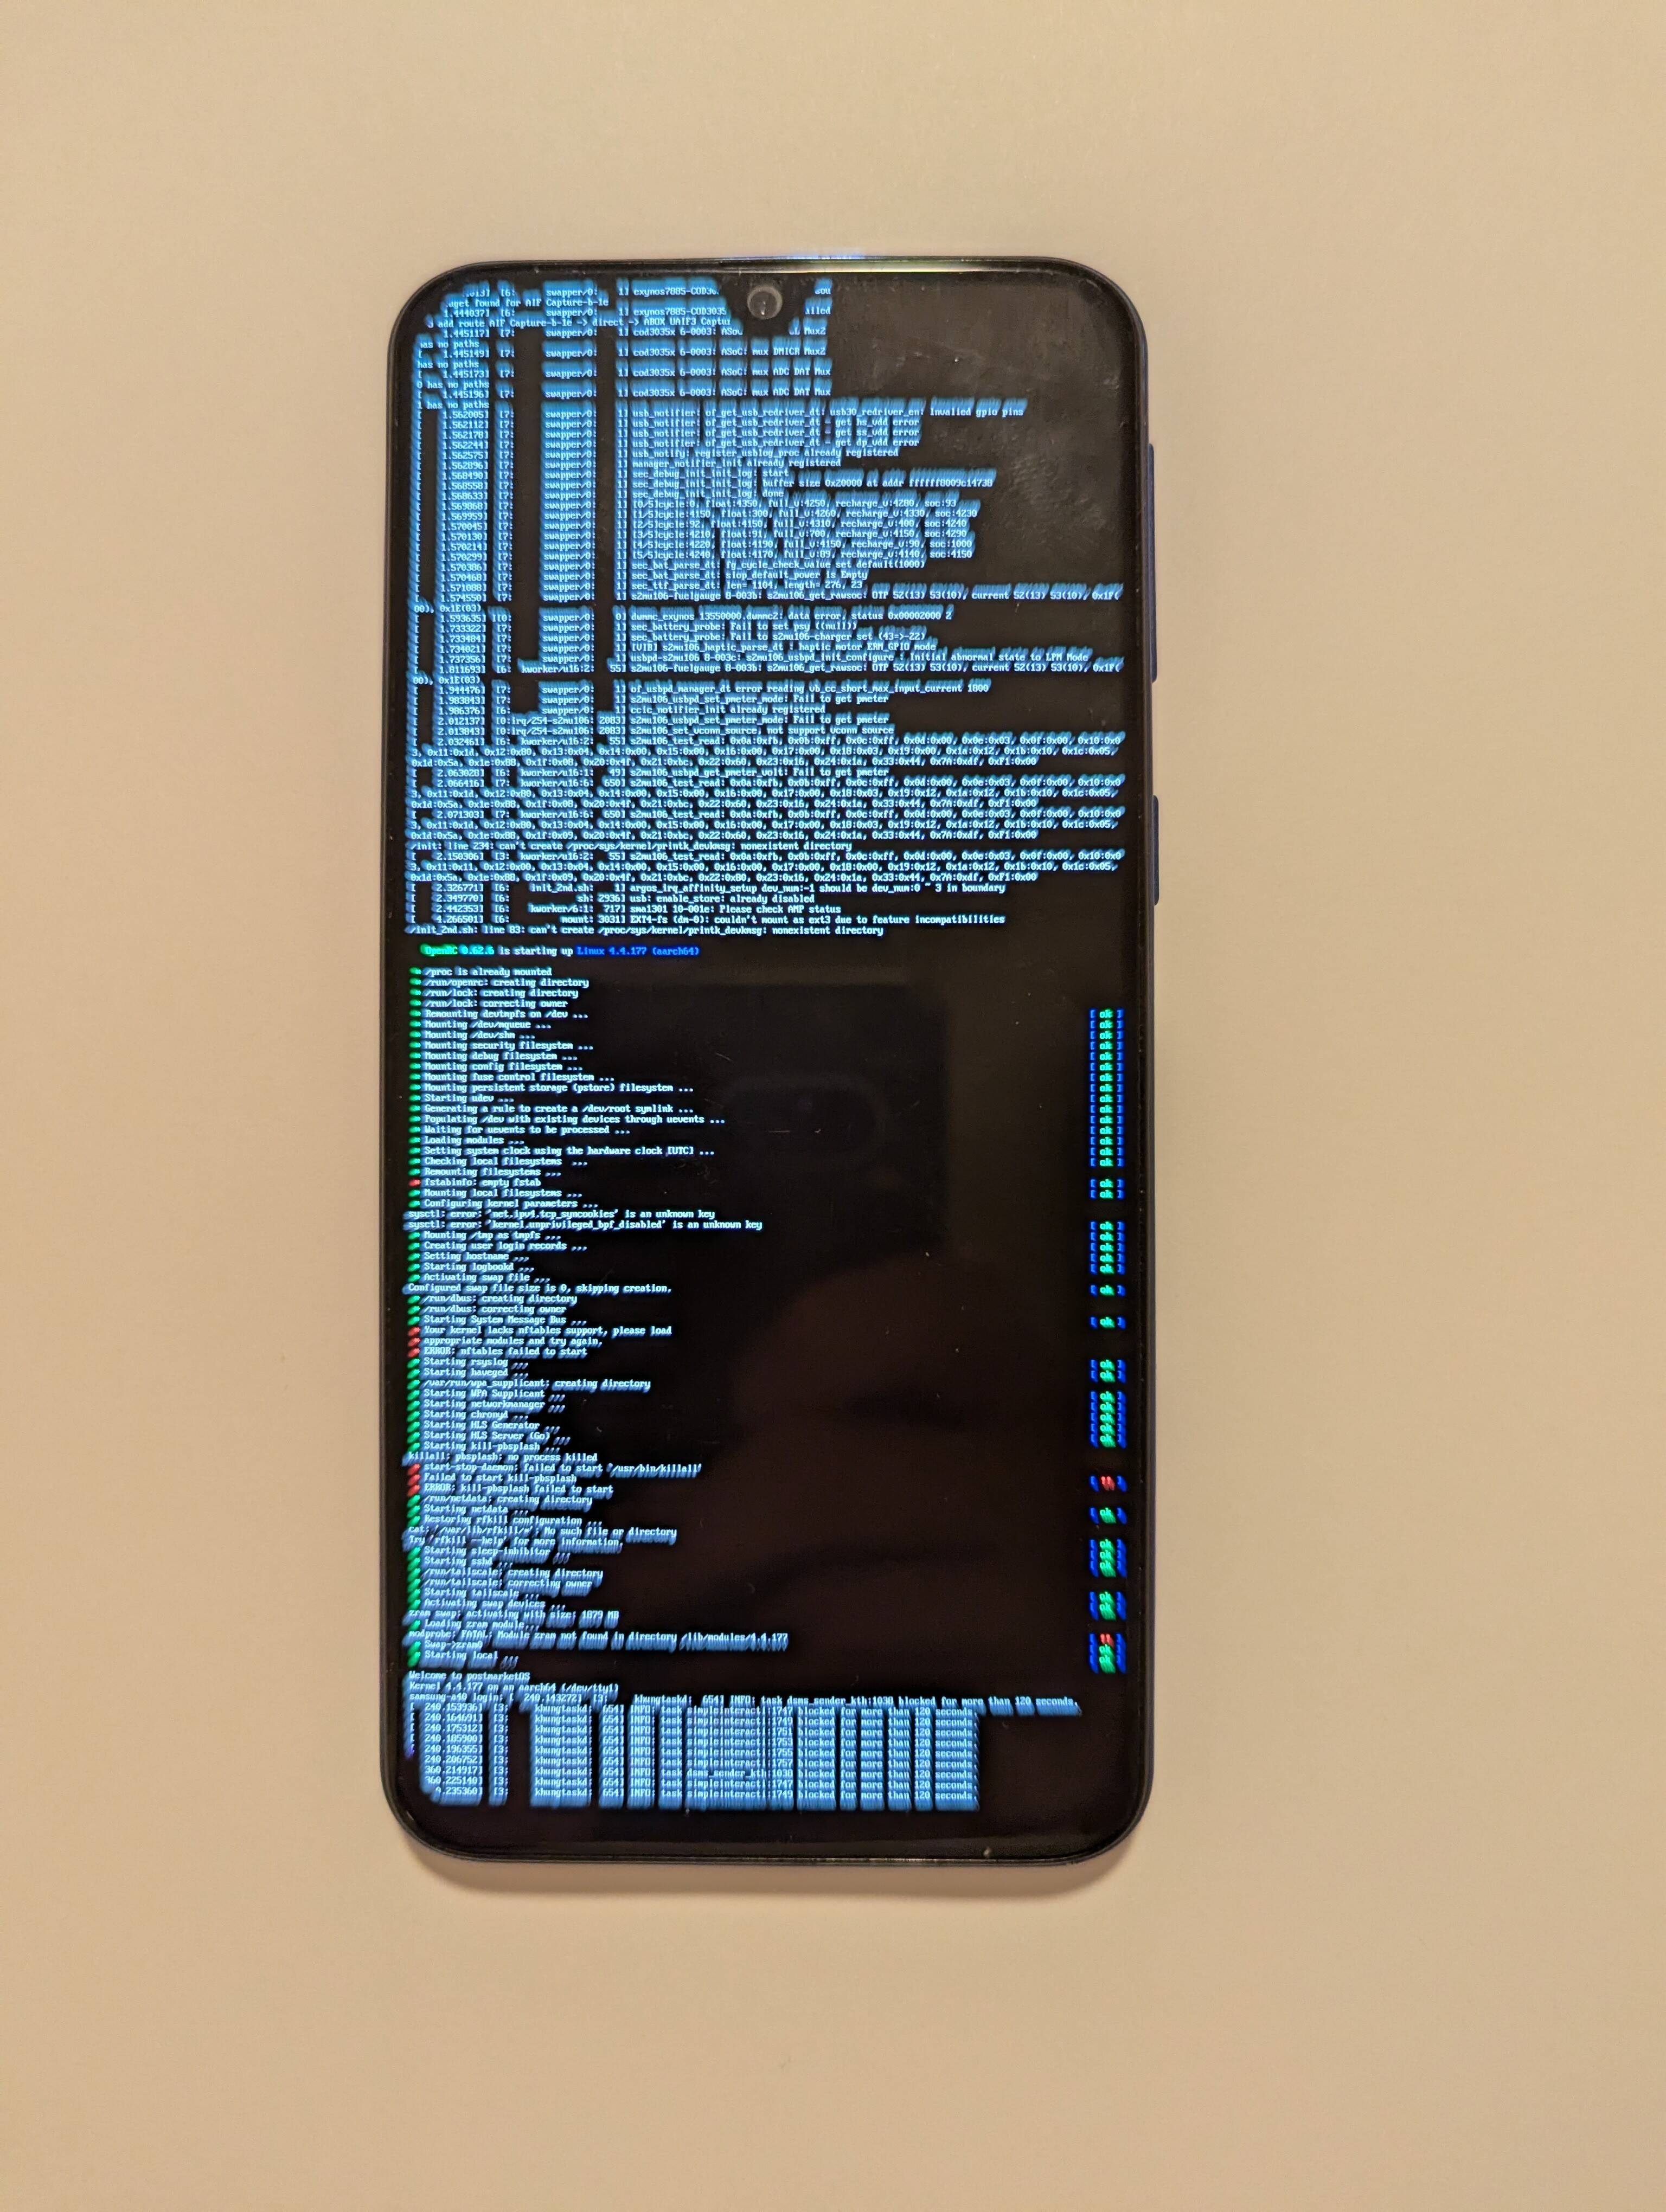 .013] [6: swapper/0: 1] exynos7885-COD30
get found for AIF Capture-b-1e
1.444037] [6: swapper/0: 1] exynos7885-COD3035
add route AIF Capture-b-1e -> direct -> ABOX UAIF3 Captu
1.445117] [7: swapper/0: 1] cod3035x 6-0003: ASo Mux2
has no paths
[ 1.445149] [7: swapper/0: 1] cod3035x 6-0003: ASoC: mux DMICR Mux2
has no paths
[ 1.445173] [7: swapper/0: 1] cod3035x 6-0003: ASoC: mux ADC DAT Mux
0 has no paths
[ 1.445196] [7: swapper/0: 1] cod3035x 6-0003: ASoC: mux ADC DAT Mux
1 has no paths
[ 1.562005] [7: swapper/0: 1] usb_notifier: of_get_usb_redriver_dt: usb30_redriver_en: Invalied gpio pins
[ 1.562112] [7: swapper/0: 1] usb_notifier: of_get_usb_redriver_dt - get hs_vdd error
[ 1.562178] [7: swapper/0: 1] usb_notifier: of_get_usb_redriver_dt - get ss_vdd error
[ 1.562244] [7: swapper/0: 1] usb_notifier: of_get_usb_redriver_dt - get dp_vdd error
[ 1.562575] [7: swapper/0: 1] usb_notify: register_usblog_proc already registered
[ 1.562896] [7: swapper/0: 1] manager_notifier_init already registered
[ 1.568490] [7: swapper/0: 1] sec_debug_init_init_log: start
[ 1.568558] [7: swapper/0: 1] sec_debug_init_init_log: buffer size 0x20000 at addr ffffff8009c14738
[ 1.568633] [7: swapper/0: 1] sec_debug_init_init_log: done
[ 1.569868] [7: swapper/0: 1] [0/5]cycle:0, float:4350, full_v:4250, recharge_v:4280, soc:93
[ 1.569959] [7: swapper/0: 1] [1/5]cycle:4150, float:300, full_v:4260, recharge_v:4330, soc:4230
[ 1.570045] [7: swapper/0: 1] [2/5]cycle:92, float:4150, full_v:4310, recharge_v:400, soc:4240
[ 1.570130] [7: swapper/0: 1] [3/5]cycle:4210, float:91, full_v:700, recharge_v:4150, soc:4290
[ 1.570214] [7: swapper/0: 1] [4/5]cycle:4220, float:4190, full_v:4150, recharge_v:90, soc:1000
[ 1.570299] [7: swapper/0: 1] [5/5]cycle:4240, float:4170, full_v:89, recharge_v:4140, soc:4150
[ 1.570386] [7: swapper/0: 1] sec_bat_parse_dt: fg_cycle_check_value set default(1000)
[ 1.570468] [7: swapper/0: 1] sec_bat_parse_dt: siop_default_power is Empty
[ 1.571088] [7: swapper/0: 1] sec_ttf_parse_dt: len= 1104, length= 276, 23
[ 1.574550] [7: swapper/0: 1] s2mu106-fuelgauge 8-003b: s2mu106_get_rawsoc: OTP 52(13) 53(10), current 52(13) 53(10), 0x1F(
00), 0x1E(03)
[ 1.593635] [0: swapper/0: 0] dwmmc_exynos 13550000.dwmmc2: data error, status 0x00002000 2
[ 1.733322] [7: swapper/0: 1] sec_battery_probe: Fail to set psy ((null))
[ 1.733484] [7: swapper/0: 1] sec_battery_probe: Fail to s2mu106-charger set (43->-22)
[ 1.734021] [7: swapper/0: 1] [VIB] s2mu106_haptic_parse_dt : haptic motor ERM_GPIO mode
[ 1.737356] [7: swapper/0: 1] usbpd-s2mu106 8-003c: s2mu106_usbpd_init_configure : Initial abnormal state to LPM Mode
[ 1.811693] [6: kworker/u16:2: 55] s2mu106-fuelgauge 8-003b: s2mu106_get_rawsoc: OTP 52(13) 53(10), current 52(13) 53(10), 0x1F(
00), 0x1E(03)
[ 1.944476] [6: swapper/0: 1] of_usbpd_manager_dt error reading vb_cc_short_max_input_current 1800
[ 1.983843] [7: swapper/0: 1] s2mu106_usbpd_set_pmeter_mode: Fail to get pmeter
[ 1.986376] [6: swapper/0: 1] ccic_notifier_init already registered
[ 2.012137] [0:irq/254-s2mu106: 2083] s2mu106_usbpd_set_pmeter_mode: Fail to get pmeter
[ 2.013843] [0:irq/254-s2mu106: 2083] s2mu106_set_vconn_source, not support vconn source
[ 2.032461] [6: kworker/u16:2: 55] s2mu106_test_read: 0x0a:0xfb, 0x0b:0xff, 0x0c:0xff, 0x0d:0x00, 0x0e:0x03, 0x0f:0x00, 0x10:0x0
3, 0x11:0x1d, 0x12:0x80, 0x13:0x04, 0x14:0x00, 0x15:0x00, 0x16:0x00, 0x17:0x00, 0x18:0x03, 0x19:0x00, 0x1a:0x12, 0x1b:0x10, 0x1c:0x05,
0x1d:0x5a, 0x1e:0x88, 0x1f:0x08, 0x20:0x4f, 0x21:0xbc, 0x22:0x60, 0x23:0x16, 0x24:0x1a, 0x33:0x44, 0x7A:0xdf, 0xF1:0x00
[ 2.063028] [6: kworker/u16:1: 49] s2mu106_usbpd_get_pmeter_volt: Fail to get pmeter
[ 2.066416] [7: kworker/u16:6: 650] s2mu106_test_read: 0x0a:0xfb, 0x0b:0xff, 0x0c:0xff, 0x0d:0x00, 0x0e:0x03, 0x0f:0x00, 0x10:0x0
3, 0x11:0x1d, 0x12:0x80, 0x13:0x04, 0x14:0x00, 0x15:0x00, 0x16:0x00, 0x17:0x00, 0x18:0x03, 0x19:0x12, 0x1a:0x12, 0x1b:0x10, 0x1c:0x05,
0x1d:0x5a, 0x1e:0x88, 0x1f:0x08, 0x20:0x4f, 0x21:0xbc, 0x22:0x60, 0x23:0x16, 0x24:0x1a, 0x33:0x44, 0x7A:0xdf, 0xF1:0x00
[ 2.071303] [7: kworker/u16:6: 650] s2mu106_test_read: 0x0a:0xfb, 0x0b:0xff, 0x0c:0xff, 0x0d:0x00, 0x0e:0x03, 0x0f:0x00, 0x10:0x0
3, 0x11:0x1d, 0x12:0x80, 0x13:0x04, 0x14:0x00, 0x15:0x00, 0x16:0x00, 0x17:0x00, 0x18:0x03, 0x19:0x12, 0x1a:0x12, 0x1b:0x10, 0x1c:0x05,
0x1d:0x5a, 0x1e:0x88, 0x1f:0x09, 0x20:0x4f, 0x21:0xbc, 0x22:0x60, 0x23:0x16, 0x24:0x1a, 0x33:0x44, 0x7A:0xdf, 0xF1:0x00
/init: line 234: can't create /proc/sys/kernel/printk_devkmsg: nonexistent directory
[ 2.150306] [3: kworker/u16:2: 55] s2mu106_test_read: 0x0a:0xfb, 0x0b:0xff, 0x0c:0xff, 0x0d:0x00, 0x0e:0x03, 0x0f:0x00, 0x10:0x0
3, 0x11:0x11, 0x12:0x00, 0x13:0x04, 0x14:0x00, 0x15:0x00, 0x16:0x00, 0x17:0x00, 0x18:0x00, 0x19:0x12, 0x1a:0x12, 0x1b:0x10, 0x1c:0x05,
0x1d:0x5a, 0x1e:0x88, 0x1f:0x09, 0x20:0x4f, 0x21:0xbc, 0x22:0x80, 0x23:0x16, 0x24:0x1a, 0x33:0x44, 0x7A:0xdf, 0xF1:0x00
[ 2.326771] [6: init_2nd.sh: 1] argos_irq_affinity_setup dev_num:-1 should be dev_num:0 ~ 3 in boundary
[ 2.349770] [6: sh: 2936] usb: enable_store: already disabled
[ 2.442353] [6: kworker/6:1: 717] sma1301 10-001e: Please check AMP status
[ 4.266501] [6: mount: 3031] EXT4-fs (dm-0): couldn't mount as ext3 due to feature incompatibilities
/init_2nd.sh: line 83: can't create /proc/sys/kernel/printk_devkmsg: nonexistent directory
OpenRC 0.62.6 is starting up Linux 4.4.177 (aarch64)
* /proc is already mounted
* /run/openrc: creating directory
* /run/lock: creating directory
* /run/lock: correcting owner
* Remounting devtmpfs on /dev ... [ ok ]
* Mounting /dev/mqueue ... [ ok ]
* Mounting /dev/shm ... [ ok ]
* Mounting security filesystem ... [ ok ]
* Mounting debug filesystem ... [ ok ]
* Mounting config filesystem ... [ ok ]
* Mounting fuse control filesystem ... [ ok ]
* Mounting persistent storage (pstore) filesystem ... [ ok ]
* Starting udev ... [ ok ]
* Generating a rule to create a /dev/root symlink ... [ ok ]
* Populating /dev with existing devices through uevents ... [ ok ]
* Waiting for uevents to be processed ... [ ok ]
* Loading modules ... [ ok ]
* Setting system clock using the hardware clock [UTC] ... [ ok ]
* Checking local filesystems ... [ ok ]
* Remounting filesystems ...
* fstabinfo: empty fstab [ ok ]
* Mounting local filesystems ... [ ok ]
* Configuring kernel parameters ...
sysctl: error: 'net.ipv4.tcp_syncookies' is an unknown key
sysctl: error: 'kernel.unprivileged_bpf_disabled' is an unknown key [ ok ]
* Mounting /tmp as tmpfs ... [ ok ]
* Creating user login records ... [ ok ]
* Setting hostname ... [ ok ]
* Starting logbookd ... [ ok ]
* Activating swap file ...
Configured swap file size is 0, skipping creation. [ ok ]
* /run/dbus: creating directory
* /run/dbus: correcting owner
* Starting System Message Bus ... [ ok ]
* Your kernel lacks nftables support, please load
* appropriate modules and try again.
* ERROR: nftables failed to start
* Starting rsyslog ... [ ok ]
* Starting haveged ... [ ok ]
* /var/run/wpa_supplicant: creating directory
* Starting WPA Supplicant ... [ ok ]
* Starting networkmanager ... [ ok ]
* Starting chronyd ... [ ok ]
* Starting HLS Generator ... [ ok ]
* Starting HLS Server (Go) ... [ ok ]
* Starting kill-pbsplash ...
killall: pbsplash: no process killed
* start-stop-daemon: failed to start '/usr/bin/killall'
* Failed to start kill-pbsplash [ !! ]
* ERROR: kill-pbsplash failed to start
* /run/netdata: creating directory
* Starting netdata ... [ ok ]
* Restoring rfkill configuration ...
cat: '/var/lib/rfkill/*': No such file or directory
Try 'rfkill --help' for more information. [ ok ]
* Starting sleep-inhibitor ... [ ok ]
* Starting sshd ... [ ok ]
* /run/tailscale: creating directory
* /run/tailscale: correcting owner
* Starting tailscale ... [ ok ]
* Activating swap devices ... [ ok ]
zram swap: activating with size: 1879 MB
* Loading zram module...
modprobe: FATAL: Module zram not found in directory /lib/modules/4.4.177 [ !! ]
* Swap->zram0 [ ok ]
* Starting local ... [ ok ]
Welcome to postmarketOS
Kernel 4.4.177 on an aarch64 (/dev/tty1)
samsung-a40 login: [ 240.143272] [3: khungtaskd: 654] INFO: task dsms_sender_kth:1030 blocked for more than 120 seconds.
[ 240.153936] [3: khungtaskd: 654] INFO: task simpleinteracti:1747 blocked for more than 120 seconds.
[ 240.164691] [3: khungtaskd: 654] INFO: task simpleinteracti:1749 blocked for more than 120 seconds.
[ 240.175312] [3: khungtaskd: 654] INFO: task simpleinteracti:1751 blocked for more than 120 seconds.
[ 240.185900] [3: khungtaskd: 654] INFO: task simpleinteracti:1753 blocked for more than 120 seconds.
[ 240.196355] [3: khungtaskd: 654] INFO: task simpleinteracti:1755 blocked for more than 120 seconds.
240.206752] [3: khungtaskd: 654] INFO: task simpleinteracti:1757 blocked for more than 120 seconds.
360.214917] [3: khungtaskd: 654] INFO: task dsms_sender_kth:1030 blocked for more than 120 seconds.
360.225140] [3: khungtaskd: 654] INFO: task simpleinteracti:1747 blocked for more than 120 seconds.
.235360] [3: khungtaskd: 654] INFO: task simpleinteracti:1749 blocked for more than 120 seconds.